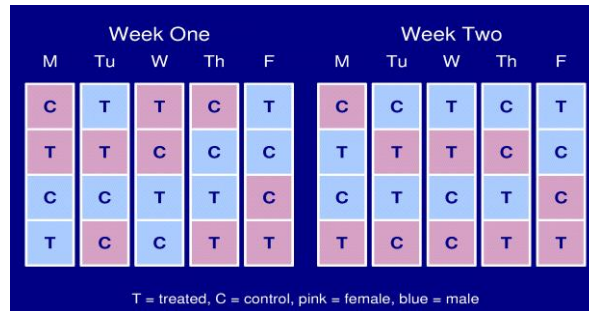 Week One Week Two
M Tu W Th F M Tu W Th F
C T T C T C C T C T
T T C C C T T T C C
C C T T C C T C T C
T C C T T T C C T T
T = treated, C = control, pink = female, blue = male